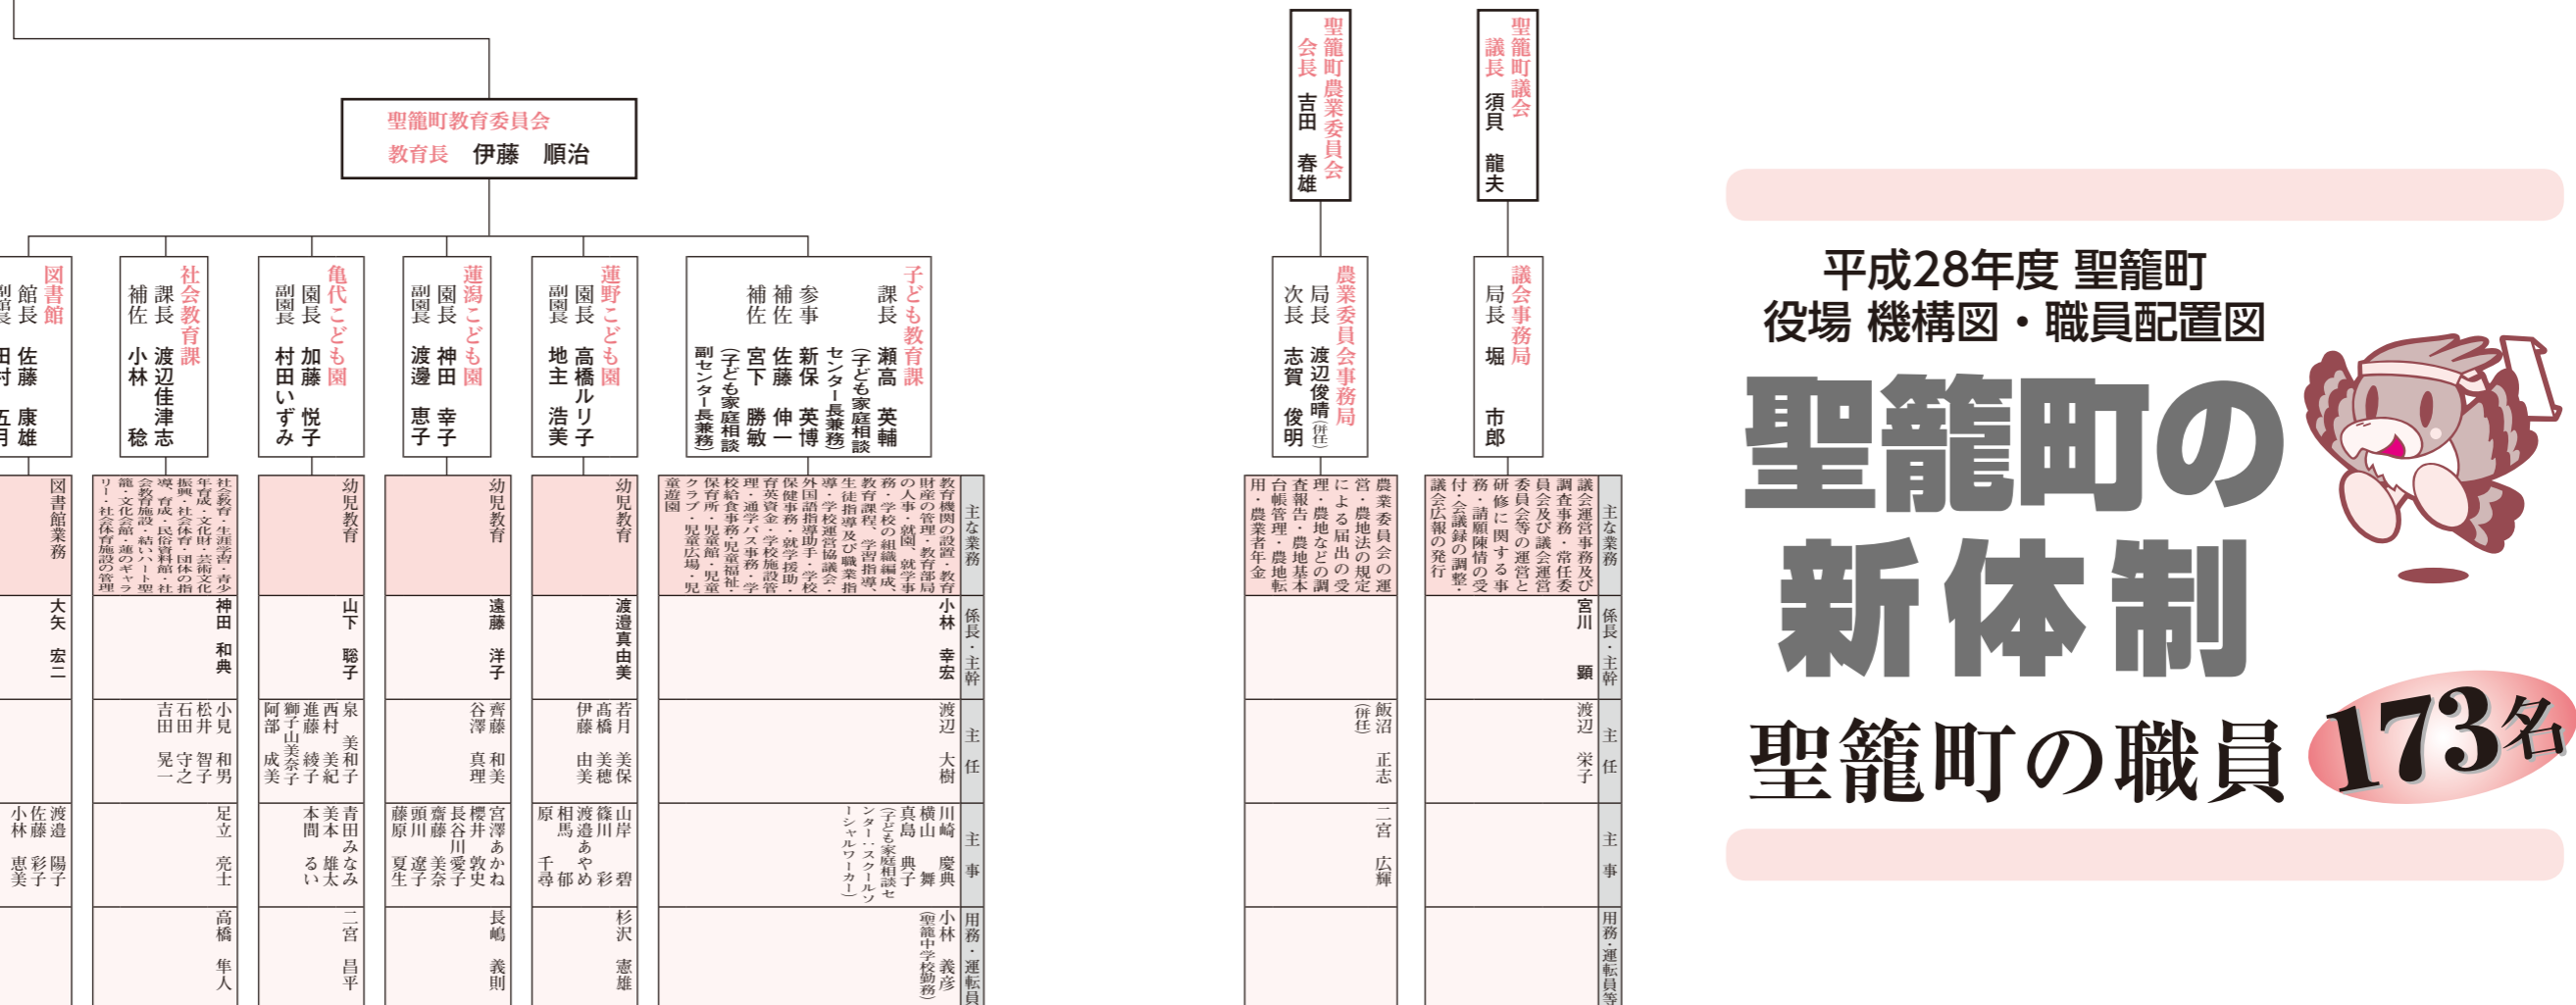 平成28年度 聖籠町
役場 機構図・職員配置図
聖籠町の
新体制
聖籠町の職員 173名
聖籠町議会
議長 須貝 龍夫
議会事務局
局長 堀 市郎
主な業務
議会運営事務及び
調査事務・常任委
員会及び議会運営
委員会等の運営と
研修に関する事
務・請願陳情の受
付・会議録の調整・
議会広報の発行
係長・主幹
宮川 顕
主任
渡辺 栄子
主事
用務・運転員等
聖籠町農業委員会
会長 吉田 春雄
農業委員会事務局
局長 渡辺俊晴(併任)
次長 志賀 俊明
農業委員会の運
営・農地法の規定
による届出の受
理・農地などの調
査報告・農地基本
台帳管理・農地転
用・農業者年金
飯沼 正志
(併任)
二宮 広輝
聖籠町教育委員会
教育長 伊藤 順治
子ども教育課
課長 瀬高 英輔
(子ども家庭相談
センター長兼務)
参事 新保 英博
補佐 佐藤 伸一
補佐 宮下 勝敏
(子ども家庭相談
副センター長兼務)
主な業務
教育機関の設置・教育
財産の管理・教育部局
の人事・就園、就学事
務・学校の組織編成、
教育課程、学習指導、
生徒指導及び職業指
導・学校運営協議会・
外国語指導助手・学校
保健事務・就学援助・
育英資金・学校施設管
理・通学バス事務・学
校給食事務・児童福祉・
保育所・児童館・児童
クラブ・児童広場・児
童遊園
係長・主幹
小林 幸宏
主任
渡辺 大樹
主事
川崎 慶典
横山 舞
真島 典子
(子ども家庭相談セ
ンター:スクールソ
ーシャルワーカー)
用務・運転員
小林 義彦
(聖籠中学校勤務)
蓮野こども園
園長 高橋ルリ子
副園長 地主 浩美
幼児教育
渡邉真由美
若月 美保
髙橋 美穂
伊藤 由美
山岸 碧
篠川 彩
渡邉あやめ
相馬 郁
原 千尋
杉沢 憲雄
蓮潟こども園
園長 神田 幸子
副園長 渡邊 恵子
幼児教育
遠藤 洋子
齊藤 和美
谷澤 真理
宮澤あかね
櫻井 敦史
長谷川愛子
齋藤 美奈
頭川 遼子
藤原 夏生
長嶋 義則
亀代こども園
園長 加藤 悦子
副園長 村田いずみ
幼児教育
山下 聡子
泉 美和子
西村 美紀
進藤 綾子
獅子山美奈子
阿部 成美
青田みなみ
美本 雄太
本間 るい
二宮 昌平
社会教育課
課長 渡辺佳津志
補佐 小林 稔
社会教育・生涯学習・青少
年育成・文化財・芸術文化
振興・社会体育・団体の指
導、育成・民俗資料館・社
会教育施設・結いハート聖
籠・文化会館・蓮のギャラ
リー・社会体育施設の管理
神田 和典
小見 和男
松井 智子
石田 守之
吉田 晃一
足立 亮士
高橋 隼人
図書館
館長 佐藤 康雄
副館長 田村 五月
図書館業務
大矢 宏二
渡邉 陽子
佐藤 彩子
小林 恵美